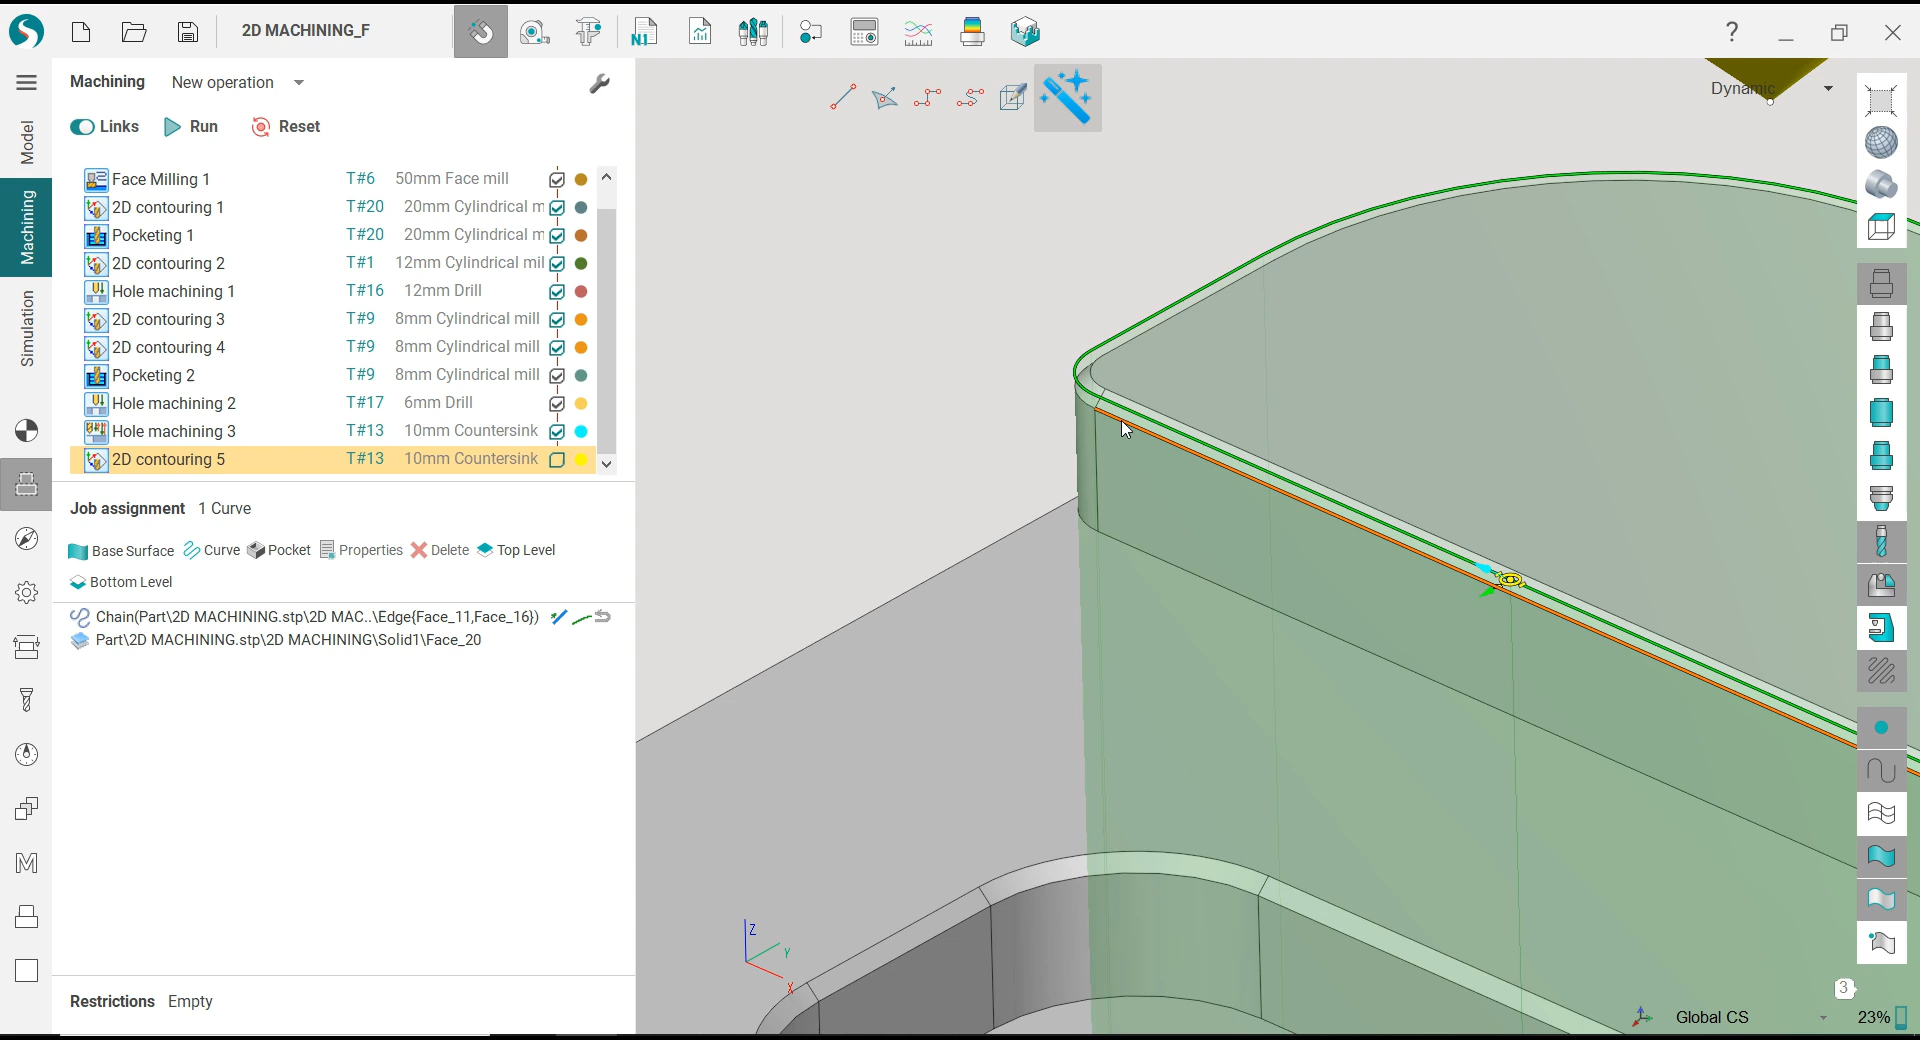 2D MACHINING_F
N1
?
Machining New operation
Links Run Reset
Model
Machining
Simulation
M
Face Milling 1 T#6 50mm Face mill
2D contouring 1 T#20 20mm Cylindrical m
Pocketing 1 T#20 20mm Cylindrical m
2D contouring 2 T#1 12mm Cylindrical mil
Hole machining 1 T#16 12mm Drill
2D contouring 3 T#9 8mm Cylindrical mill
2D contouring 4 T#9 8mm Cylindrical mill
Pocketing 2 T#9 8mm Cylindrical mill
Hole machining 2 T#17 6mm Drill
Hole machining 3 T#13 10mm Countersink
2D contouring 5 T#13 10mm Countersink
Job assignment 1 Curve
Base Surface Curve Pocket Properties Delete Top Level
Bottom Level
Chain(Part\2D MACHINING.stp\2D MAC..\Edge{Face_11,Face_16})
Part\2D MACHINING.stp\2D MACHINING\Solid1\Face_20
Restrictions Empty
Dynamic
Z
Y
X
3
Global CS 23%